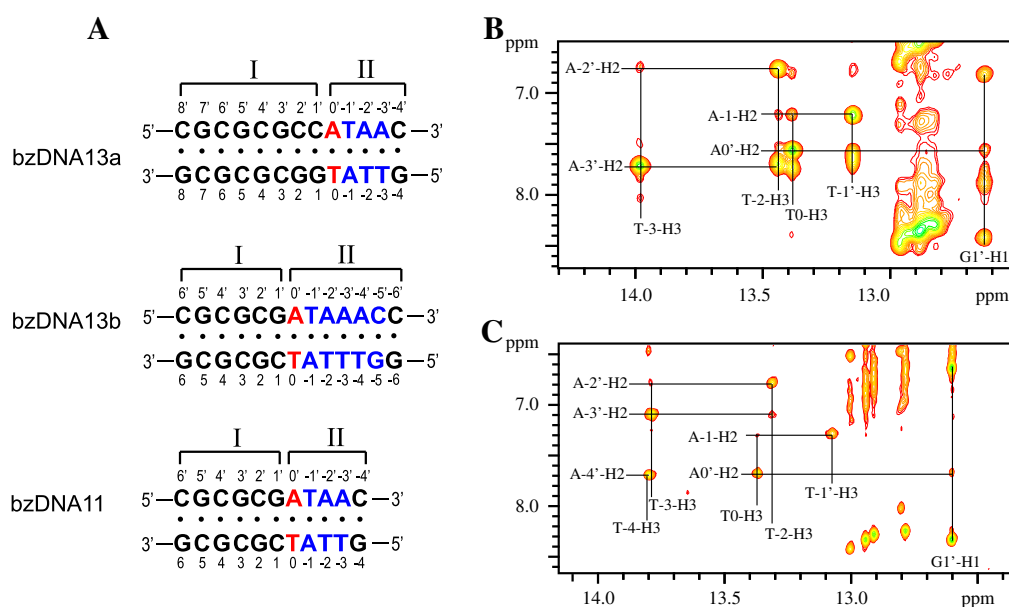 A
I II
8' 7' 6' 5' 4' 3' 2' 1' 0' -1' -2' -3' -4'
bzDNA13a
5' CGCGCGCCATAAC 3'
3' GCGCGCGGTATTG 5'
8 7 6 5 4 3 2 1 0 -1 -2 -3 -4
I II
6' 5' 4' 3' 2' 1' 0' -1' -2' -3' -4' -5' -6'
bzDNA13b
5' CGCGCGATAAACC 3'
3' GCGCGCTATTTGG 5'
6 5 4 3 2 1 0 -1 -2 -3 -4 -5 -6
I II
6' 5' 4' 3' 2' 1' 0' -1' -2' -3' -4'
bzDNA11
5' CGCGCGATAAC 3'
3' GCGCGCTATTG 5'
6 5 4 3 2 1 0 -1 -2 -3 -4
B
ppm
7.0
8.0
A-2'-H2
A-1-H2
A0'-H2
A-3'-H2
T-3-H3
T-2-H3
T0-H3
T-1'-H3
G1'-H1
14.0 13.5 13.0 ppm
C
ppm
7.0
8.0
A-2'-H2
A-3'-H2
A-1-H2
A-4'-H2
A0'-H2
T-4-H3
T-3-H3
T0-H3
T-1'-H3
T-2-H3
G1'-H1
14.0 13.5 13.0 ppm